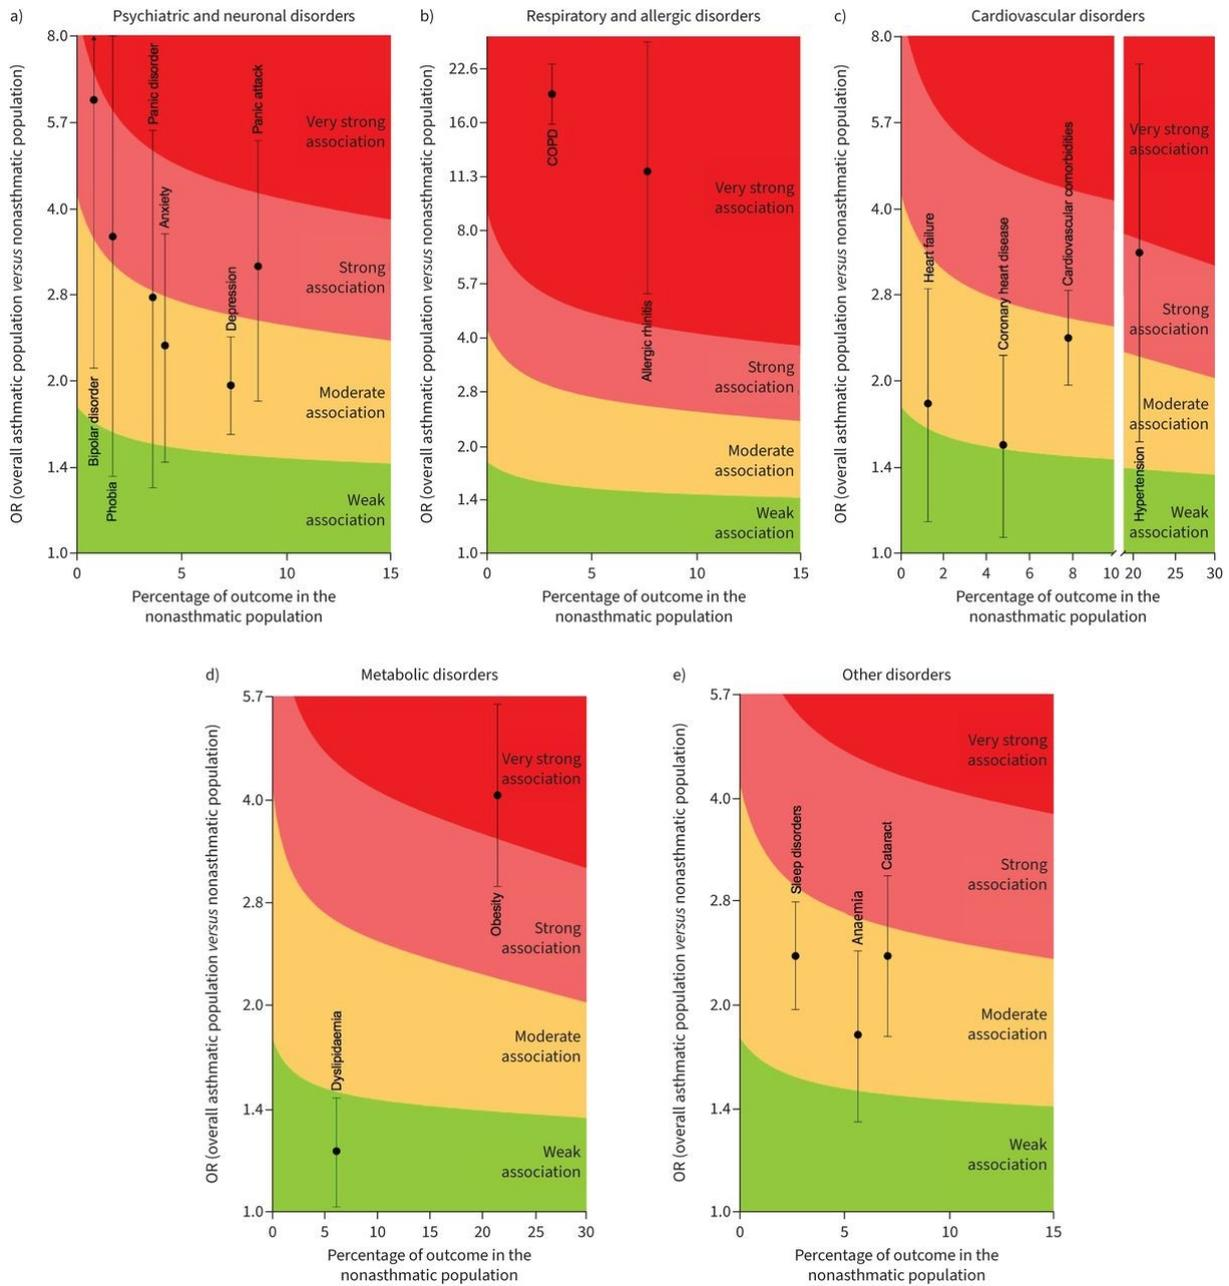 a) Psychiatric and neuronal disorders
OR (overall asthmatic population versus nonasthmatic population)
8.0
5.7
4.0
2.8
2.0
1.4
1.0
Bipolar disorder
Phobia
Panic disorder
Anxiety
Depression
Panic attack
Very strong
association
Strong
association
Moderate
association
Weak
association
0 5 10 15
Percentage of outcome in the
nonasthmatic population
b) Respiratory and allergic disorders
OR (overall asthmatic population versus nonasthmatic population)
22.6
16.0
11.3
8.0
5.7
4.0
2.8
2.0
1.4
1.0
COPD
Allergic rhinitis
Very strong
association
Strong
association
Moderate
association
Weak
association
0 5 10 15
Percentage of outcome in the
nonasthmatic population
c) Cardiovascular disorders
OR (overall asthmatic population versus nonasthmatic population)
8.0
5.7
4.0
2.8
2.0
1.4
1.0
Heart failure
Coronary heart disease
Cardiovascular comorbidities
Hypertension
Very strong
association
Strong
association
Moderate
association
Weak
association
0 2 4 6 8 10 20 25 30
Percentage of outcome in the
nonasthmatic population
d) Metabolic disorders
OR (overall asthmatic population versus nonasthmatic population)
5.7
4.0
2.8
2.0
1.4
1.0
Dyslipidaemia
Obesity
Very strong
association
Strong
association
Moderate
association
Weak
association
0 5 10 15 20 25 30
Percentage of outcome in the
nonasthmatic population
e) Other disorders
OR (overall asthmatic population versus nonasthmatic population)
5.7
4.0
2.8
2.0
1.4
1.0
Sleep disorders
Anaemia
Cataract
Very strong
association
Strong
association
Moderate
association
Weak
association
0 5 10 15
Percentage of outcome in the
nonasthmatic population